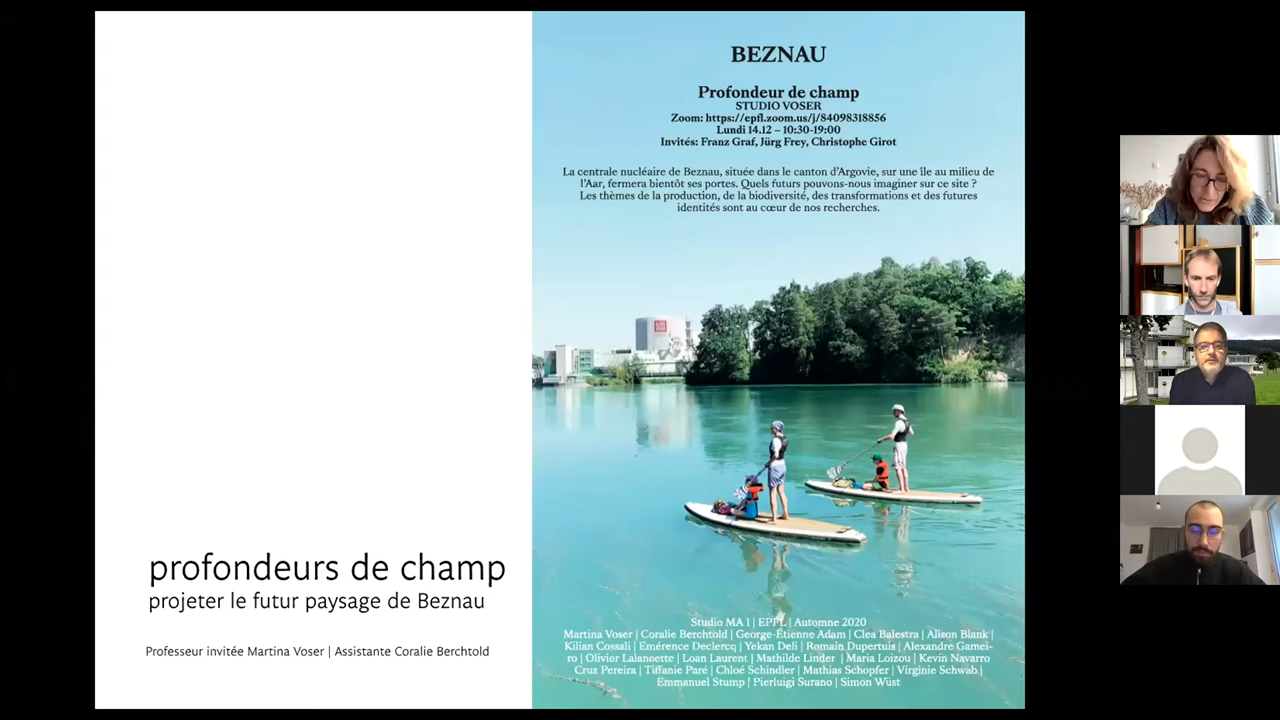 profondeurs de champ
projeter le futur paysage de Beznau
Professeur invitée Martina Voser | Assistante Coralie Berchtold
BEZNAU
Profondeur de champ
STUDIO VOSER
Zoom: https://epfl.zoom.us/j/84098318856
Lundi 14.12 – 10:30-19:00
Invités: Franz Graf, Jürg Frey, Christophe Girot
La centrale nucléaire de Beznau, située dans le canton d'Argovie, sur une île au milieu de
l'Aar, fermera bientôt ses portes. Quels futurs pouvons-nous imaginer sur ce site ?
Les thèmes de la production, de la biodiversité, des transformations et des futures
identités sont au cœur de nos recherches.
Studio MA 1 | EPFL | Automne 2020
Martina Voser | Coralie Berchtold | George-Étienne Adam | Clea Balestra | Alison Blank |
Kilian Cossali | Emérence Declercq | Yekan Deli | Romain Dupertuis | Alexandre Gamei-
ro | Olivier Lalancette | Loan Laurent | Mathilde Linder | Maria Loizou | Kevin Navarro
Cruz Pereira | Tiffanie Paré | Chloé Schindler | Mathias Schopfer | Virginie Schwab |
Emmanuel Stump | Pierluigi Surano | Simon Wüst